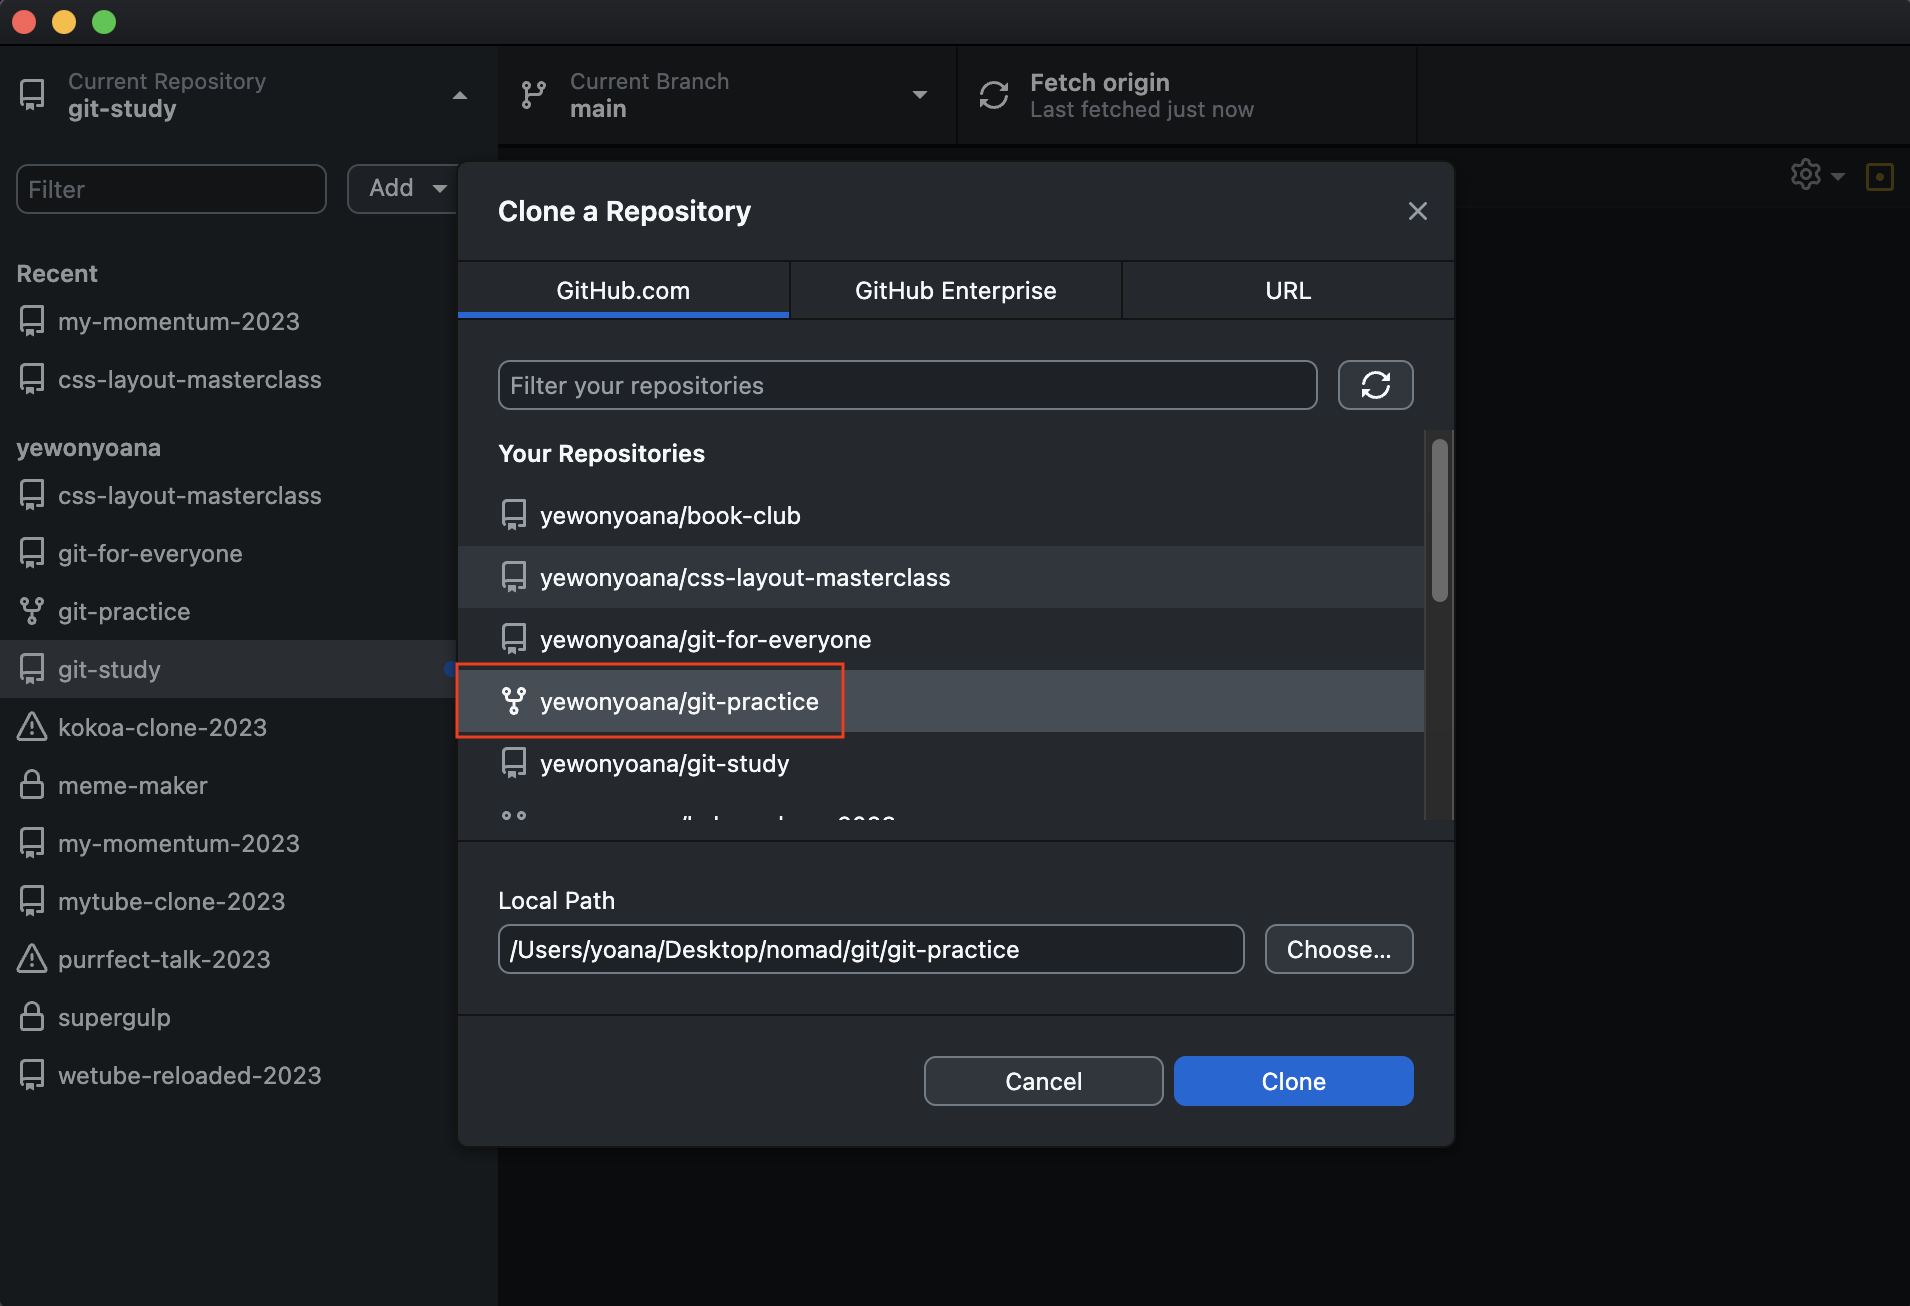 Current Repository
git-study
Current Branch
main
Fetch origin
Last fetched just now
Filter
Add
Recent
my-momentum-2023
css-layout-masterclass
yewonyoana
css-layout-masterclass
git-for-everyone
git-practice
git-study
kokoa-clone-2023
meme-maker
my-momentum-2023
mytube-clone-2023
purrfect-talk-2023
supergulp
wetube-reloaded-2023
Clone a Repository
GitHub.com
GitHub Enterprise
URL
Filter your repositories
Your Repositories
yewonyoana/book-club
yewonyoana/css-layout-masterclass
yewonyoana/git-for-everyone
yewonyoana/git-practice
yewonyoana/git-study
Local Path
/Users/yoana/Desktop/nomad/git/git-practice
Choose...
Cancel
Clone